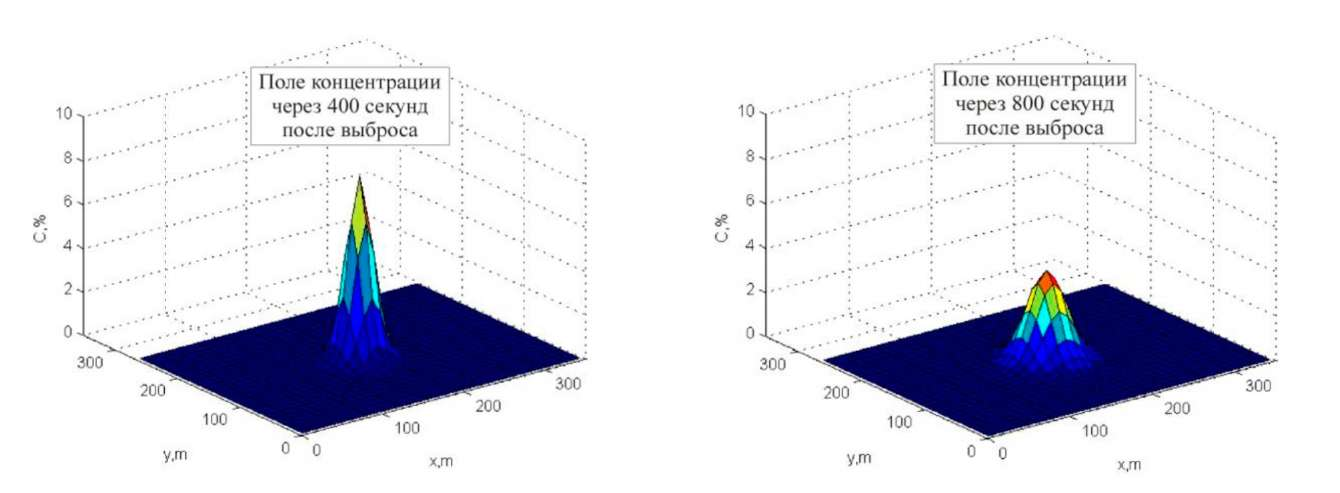 Поле концентрации
через 400 секунд
после выброса
10
8
6
4
2
0
C,%
300
200
100
0
y,m
0
100
200
300
x,m
Поле концентрации
через 800 секунд
после выброса
10
8
6
4
2
0
C,%
300
200
100
0
y,m
0
100
200
300
x,m